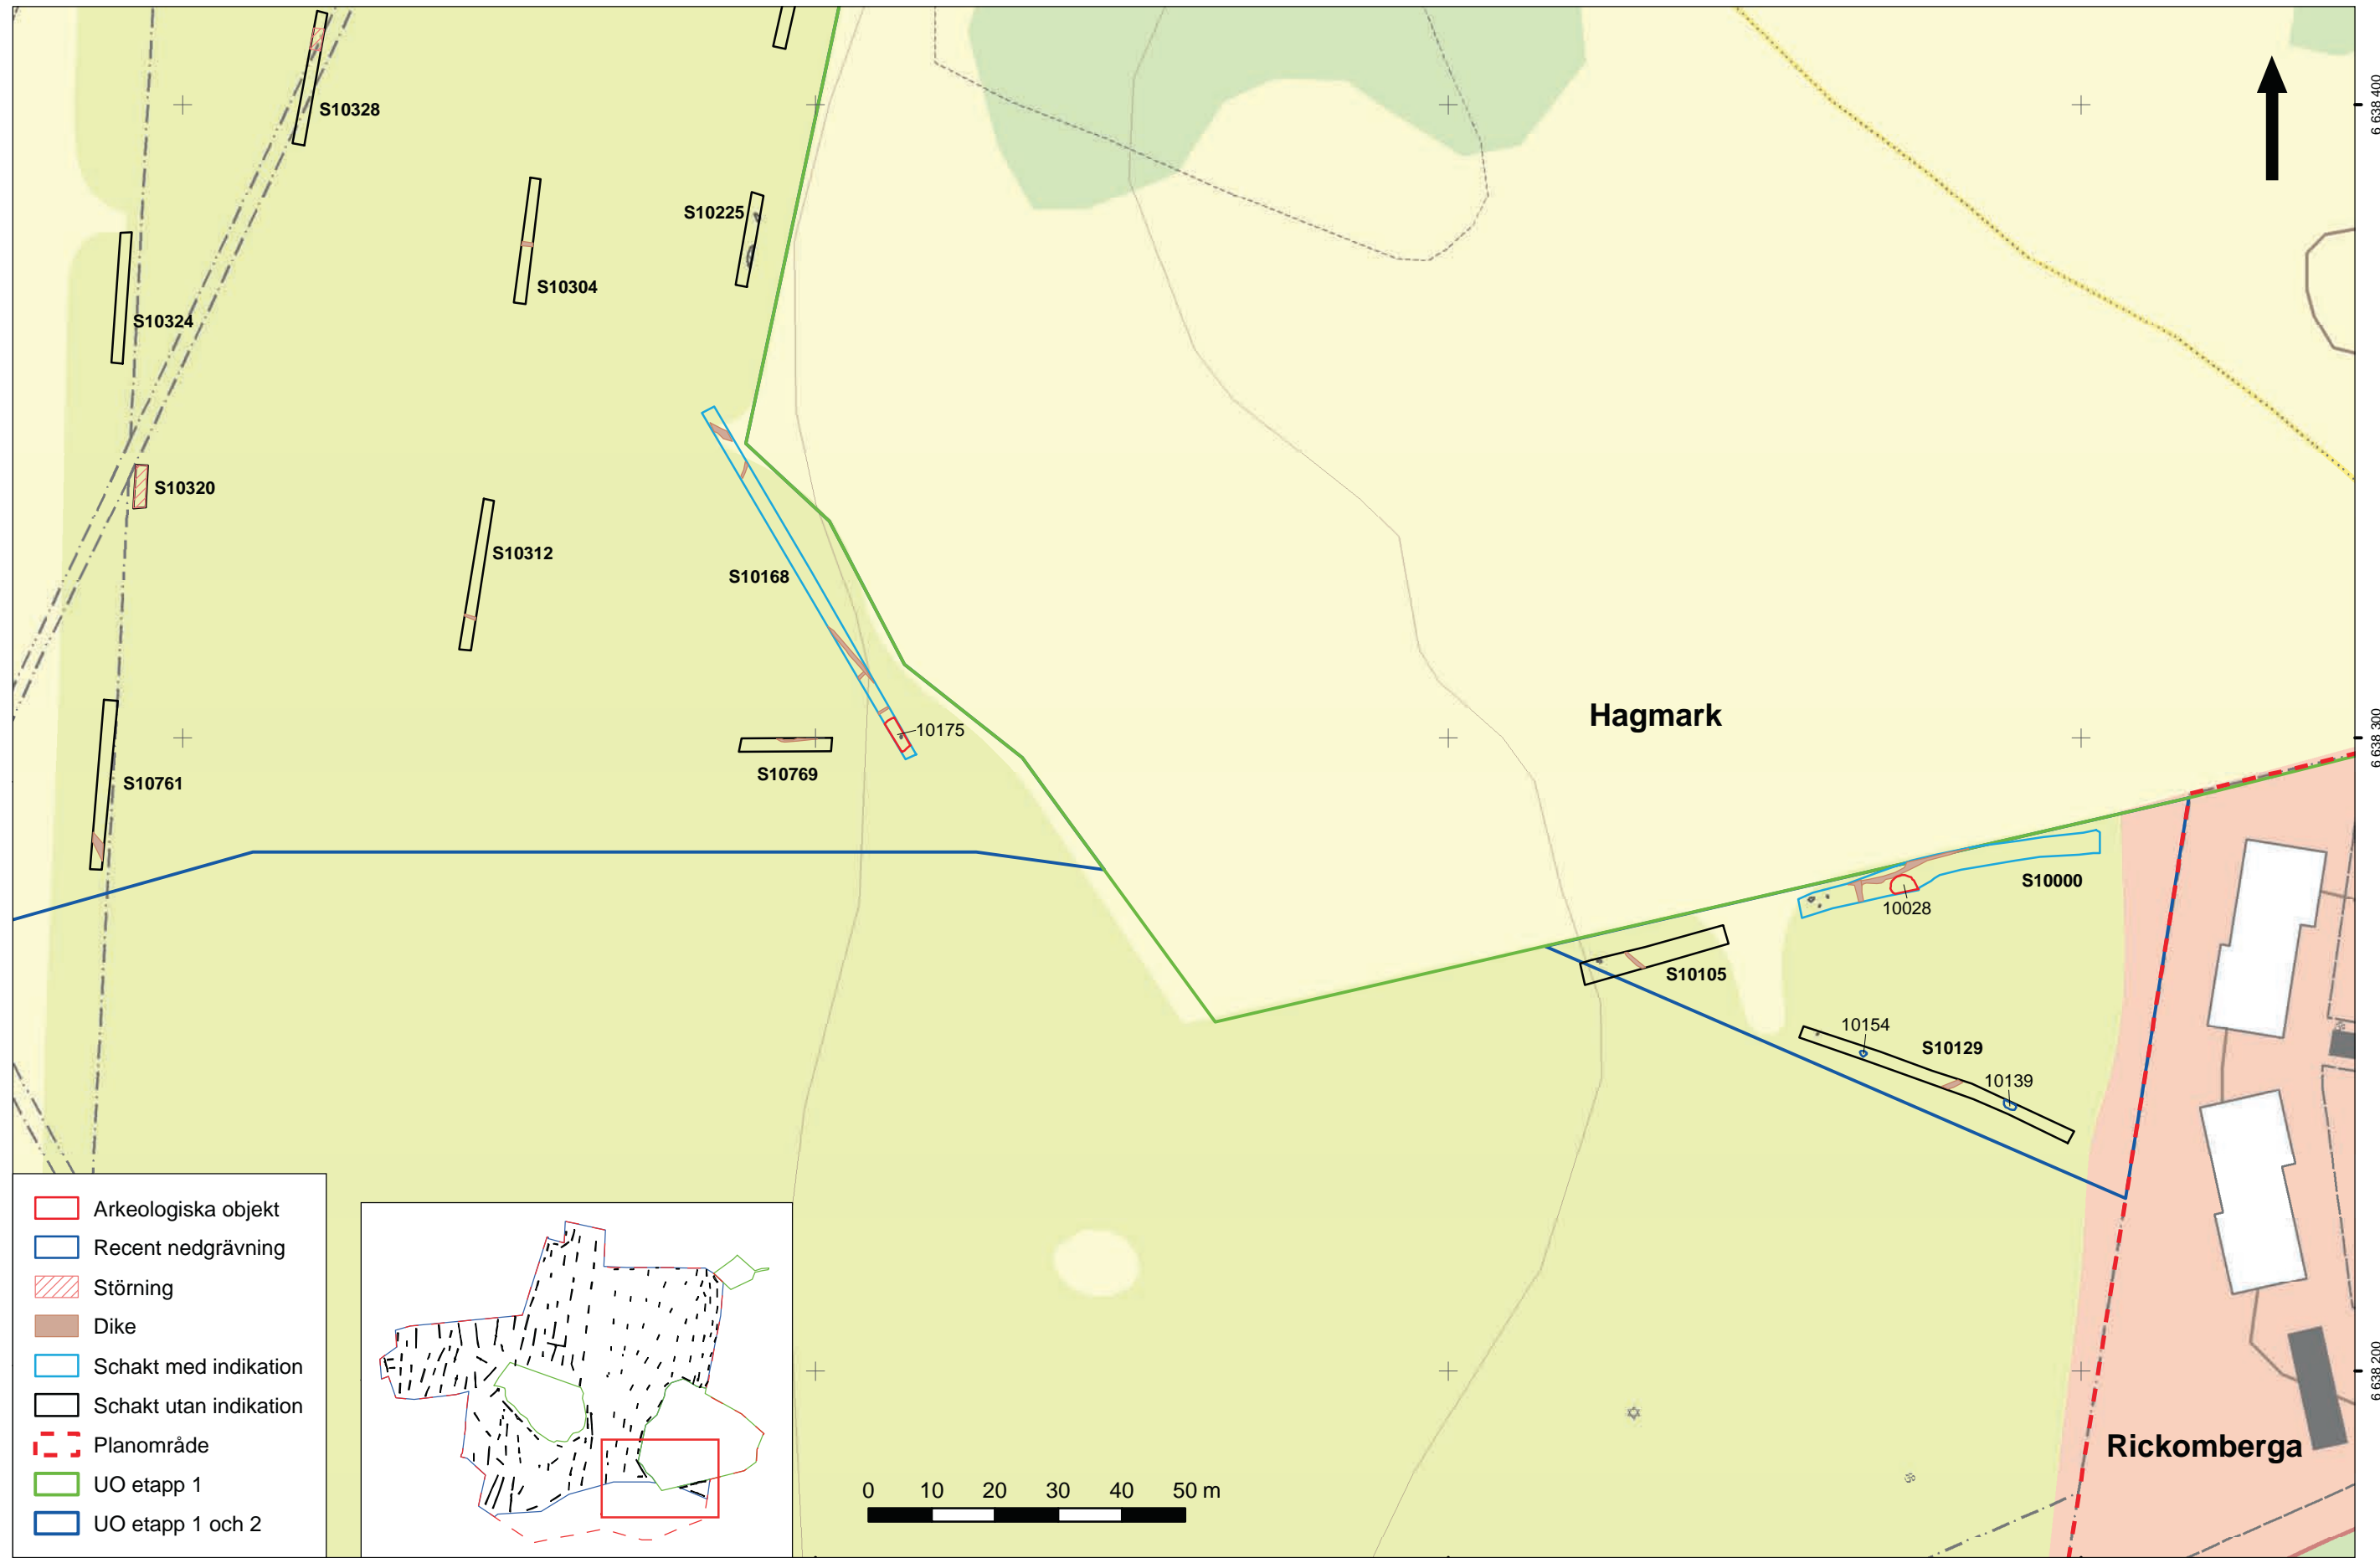 S10328
6 638 400
S10225
S10304
S10324
S10320
S10312
S10168
10175
S10769
S10761
Hagmark
6 638 300
S10000
10028
S10105
10154
S10129
10139
Arkeologiska objekt
Recent nedgrävning
Störning
Dike
Schakt med indikation
Schakt utan indikation
Planområde
UO etapp 1
UO etapp 1 och 2
0 10 20 30 40 50 m
6 638 200
Rickomberga